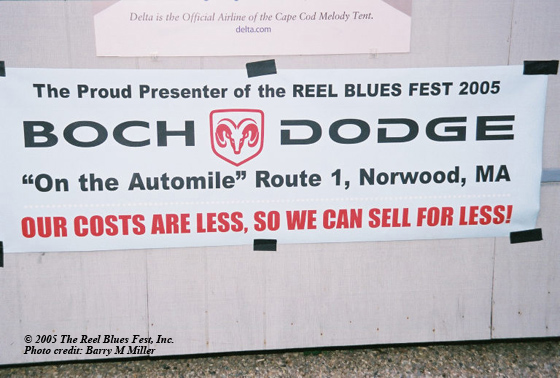 Delta is the Official Airline of the Cape Cod Melody Tent.
delta.com
The Proud Presenter of the REEL BLUES FEST 2005
BOCH DODGE
“On the Automile” Route 1, Norwood, MA
OUR COSTS ARE LESS, SO WE CAN SELL FOR LESS!
© 2005 The Reel Blues Fest, Inc.
Photo credit: Barry M Miller